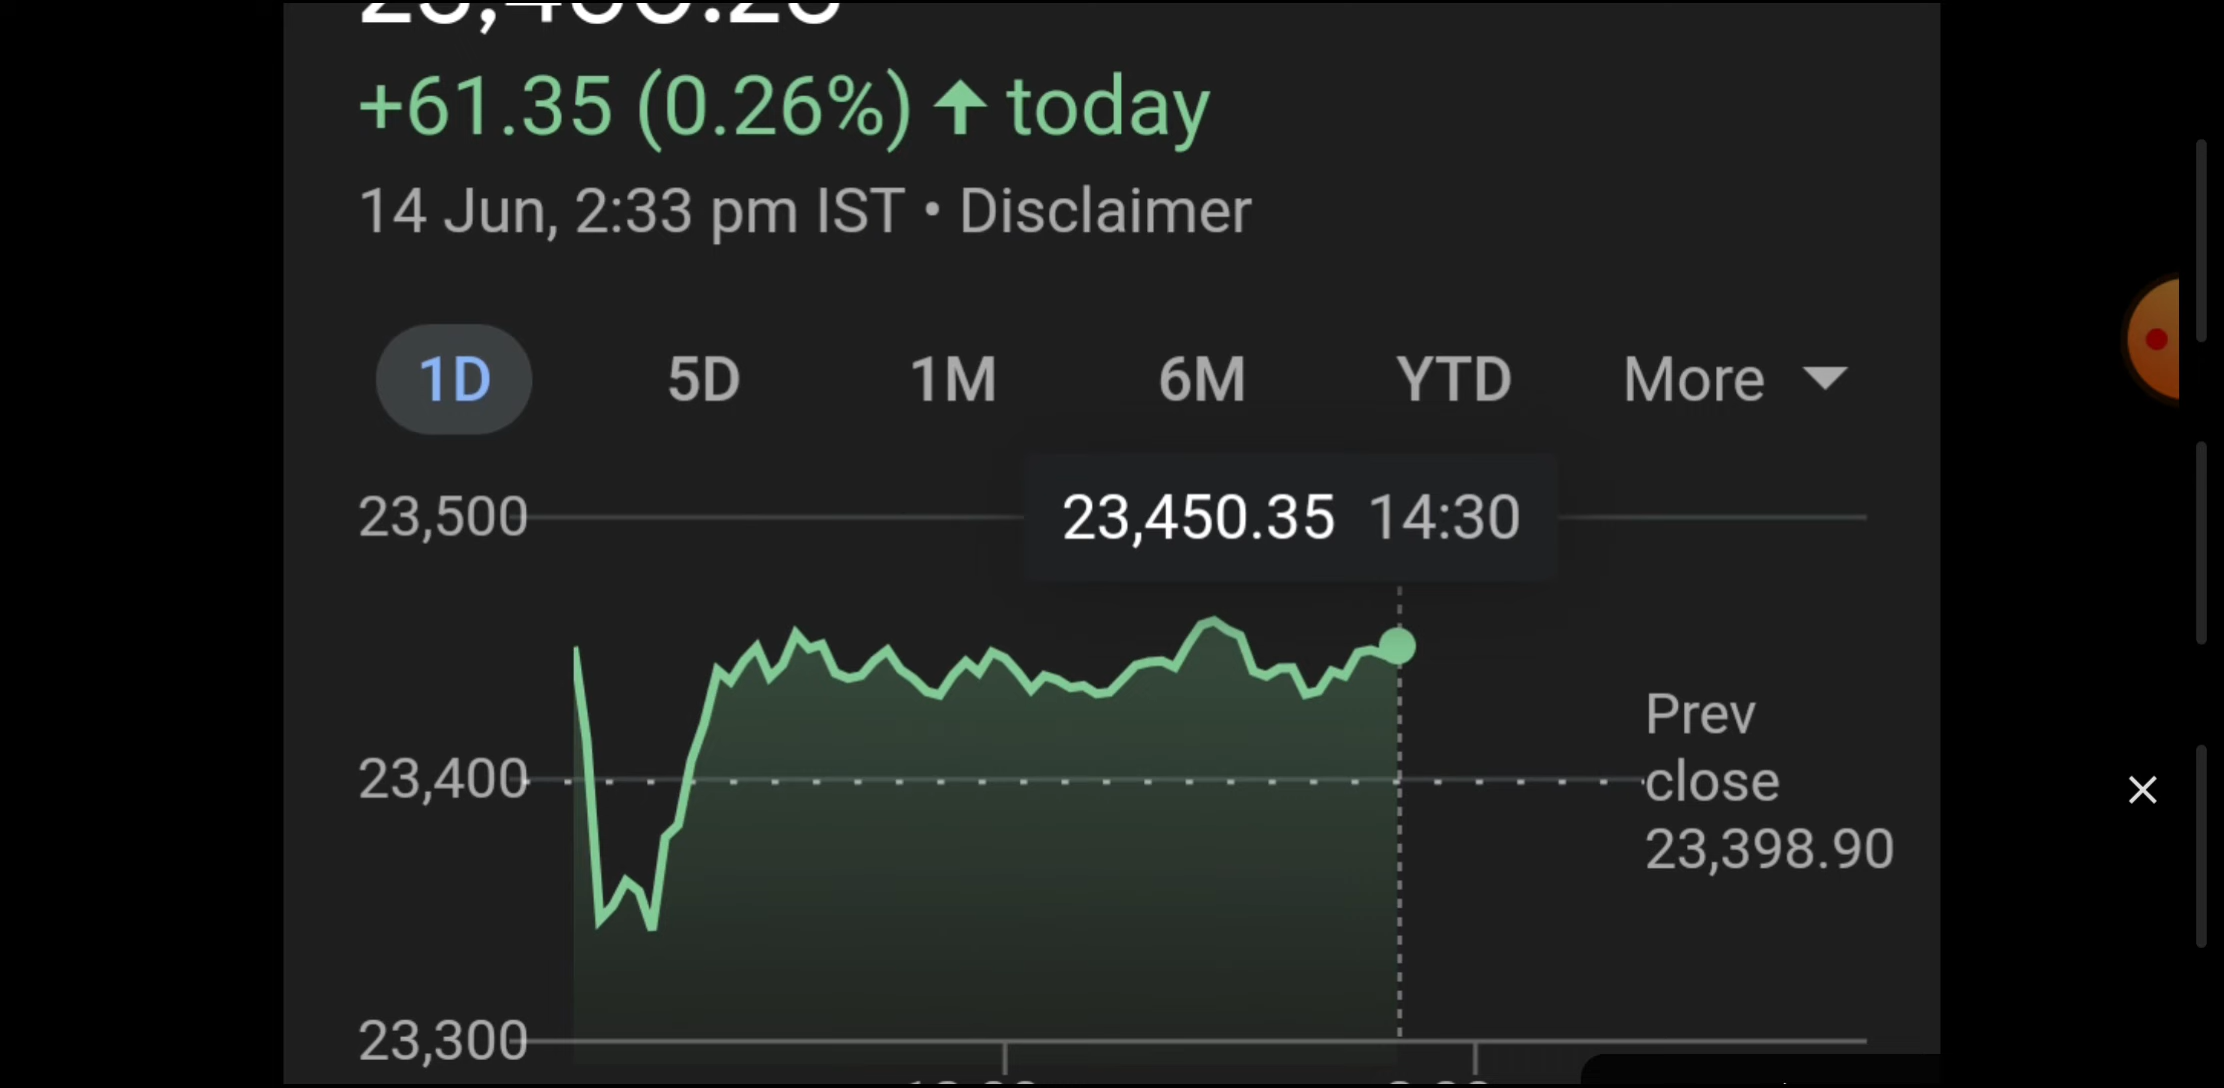 +61.35 (0.26%) ↑ today
14 Jun, 2:33 pm IST • Disclaimer
1D 5D 1M 6M YTD More
23,450.35 14:30
23,500
23,400
Prev
close
23,398.90
23,300